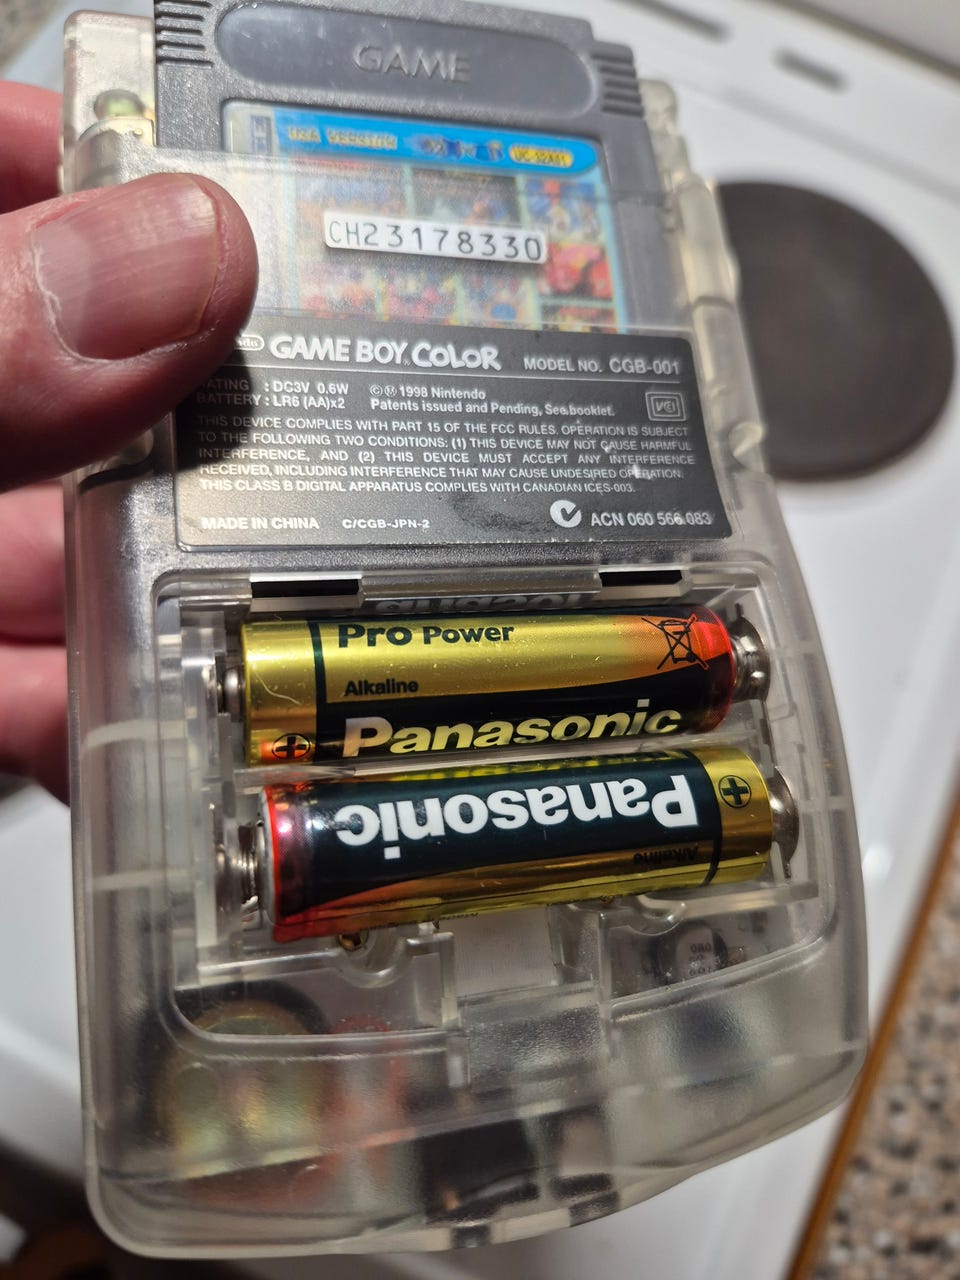 GAME
USA VERSION
CH23178330
GAME BOY COLOR MODEL NO. CGB-001
RATING : DC3V 0.6W
BATTERY : LR6 (AA)x2
©Ⓜ 1998 Nintendo
Patents issued and Pending, See booklet.
THIS DEVICE COMPLIES WITH PART 15 OF THE FCC RULES. OPERATION IS SUBJECT
TO THE FOLLOWING TWO CONDITIONS: (1) THIS DEVICE MAY NOT CAUSE HARMFUL
INTERFERENCE, AND (2) THIS DEVICE MUST ACCEPT ANY INTERFERENCE
RECEIVED, INCLUDING INTERFERENCE THAT MAY CAUSE UNDESIRED OPERATION.
THIS CLASS B DIGITAL APPARATUS COMPLIES WITH CANADIAN ICES-003.
MADE IN CHINA C/CGB-JPN-2 ACN 060 566 083
Panasonic
Pro Power
Alkaline
Panasonic
Panasonic
Alkaline